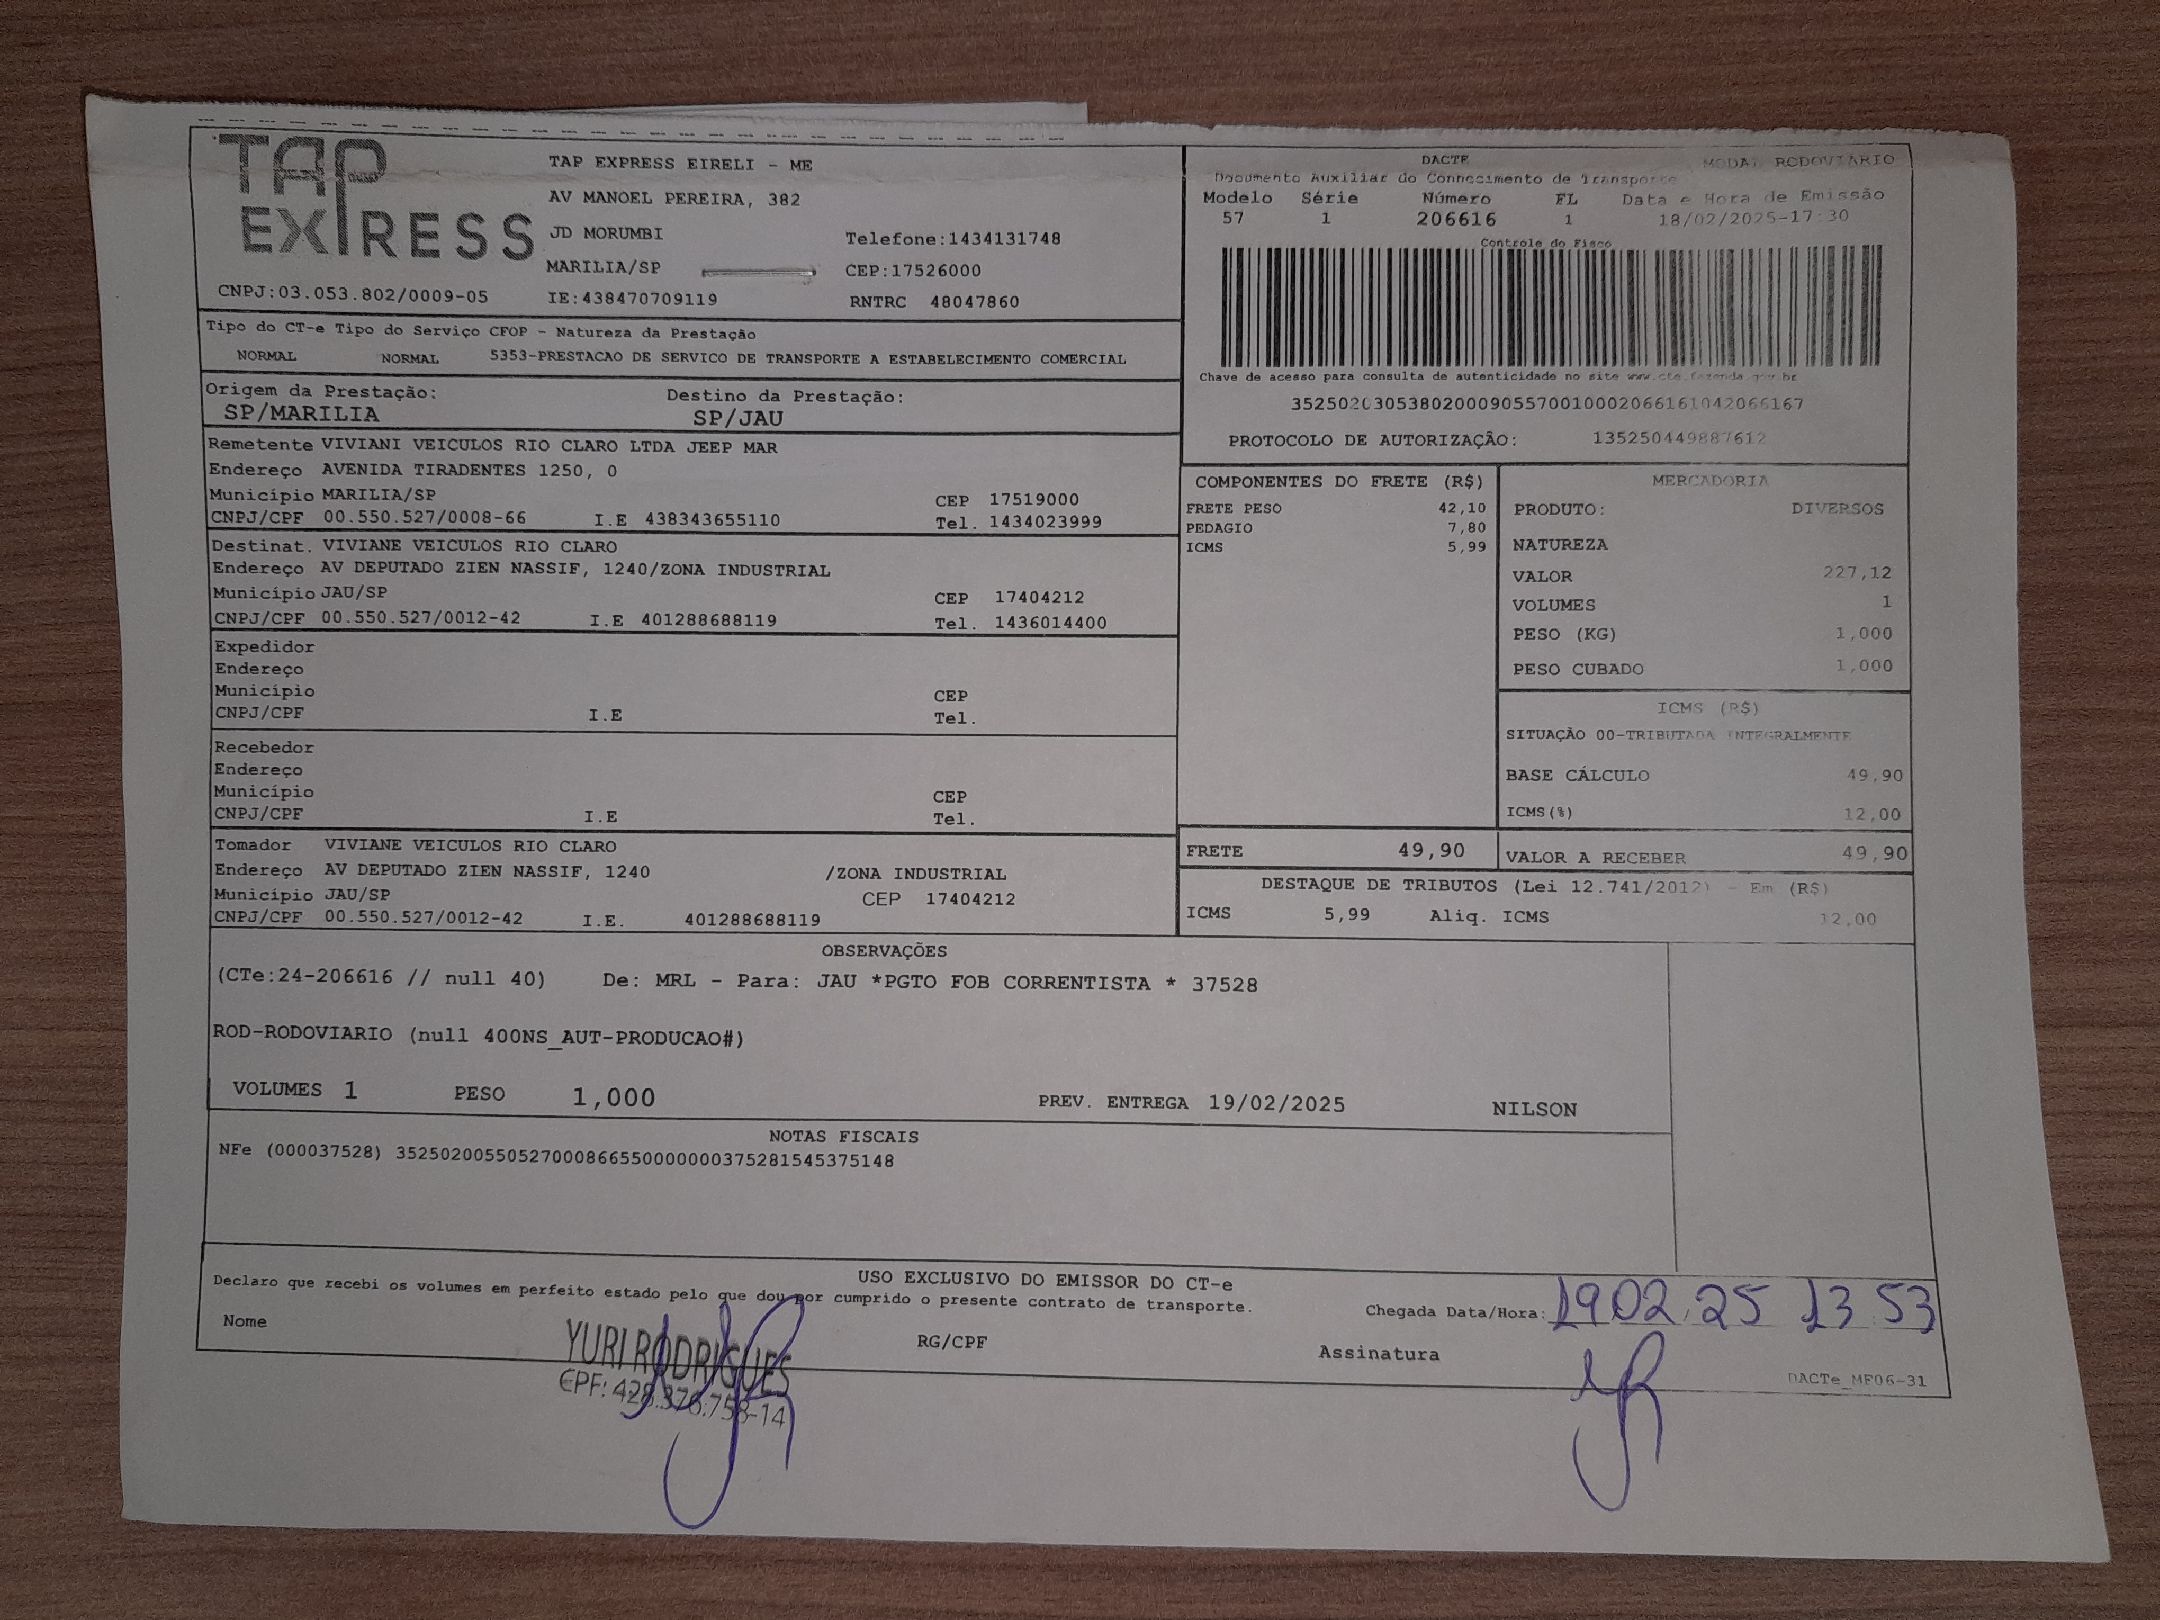 TAP EXPRESS
TAP EXPRESS EIRELI - ME
AV MANOEL PEREIRA, 382
JD MORUMBI Telefone:1434131748
MARILIA/SP CEP:17526000
CNPJ:03.053.802/0009-05 IE:438470709119 RNTRC 48047860
DACTE MODAL RODOVIÁRIO
Documento Auxiliar do Conhecimento de Transporte
Modelo Série Número FL Data e Hora de Emissão
57 1 206616 1 18/02/2025-17:30
Controle do Fisco
Chave de acesso para consulta de autenticidade no site www.cte.fazenda.gov.br
35250203053802000905570010002066161042066167
PROTOCOLO DE AUTORIZAÇÃO: 135250449887612
Tipo do CT-e Tipo do Serviço CFOP - Natureza da Prestação
NORMAL NORMAL 5353-PRESTACAO DE SERVICO DE TRANSPORTE A ESTABELECIMENTO COMERCIAL
Origem da Prestação: Destino da Prestação:
SP/MARILIA SP/JAU
Remetente VIVIANI VEICULOS RIO CLARO LTDA JEEP MAR
Endereço AVENIDA TIRADENTES 1250, 0
Município MARILIA/SP CEP 17519000
CNPJ/CPF 00.550.527/0008-66 I.E 438343655110 Tel. 1434023999
Destinat. VIVIANE VEICULOS RIO CLARO
Endereço AV DEPUTADO ZIEN NASSIF, 1240/ZONA INDUSTRIAL
Município JAU/SP CEP 17404212
CNPJ/CPF 00.550.527/0012-42 I.E 401288688119 Tel. 1436014400
Expedidor
Endereço
Município CEP
CNPJ/CPF I.E Tel.
Recebedor
Endereço
Município CEP
CNPJ/CPF I.E Tel.
Tomador VIVIANE VEICULOS RIO CLARO
Endereço AV DEPUTADO ZIEN NASSIF, 1240 /ZONA INDUSTRIAL
Município JAU/SP CEP 17404212
CNPJ/CPF 00.550.527/0012-42 I.E. 401288688119
COMPONENTES DO FRETE (R$)
FRETE PESO 42,10
PEDAGIO 7,80
ICMS 5,99
MERCADORIA
PRODUTO: DIVERSOS
NATUREZA
VALOR 227,12
VOLUMES 1
PESO (KG) 1,000
PESO CUBADO 1,000
ICMS (R$)
SITUAÇÃO 00-TRIBUTADA INTEGRALMENTE
BASE CÁLCULO 49,90
ICMS(%) 12,00
FRETE 49,90 VALOR A RECEBER 49,90
DESTAQUE DE TRIBUTOS (Lei 12.741/2012) - Em (R$)
ICMS 5,99 Aliq. ICMS 12,00
OBSERVAÇÕES
(CTe:24-206616 // null 40) De: MRL - Para: JAU *PGTO FOB CORRENTISTA * 37528
ROD-RODOVIARIO (null 400NS_AUT-PRODUCAO#)
VOLUMES 1 PESO 1,000 PREV. ENTREGA 19/02/2025 NILSON
NOTAS FISCAIS
NFe (000037528) 35250200550527000866550000000375281545375148
USO EXCLUSIVO DO EMISSOR DO CT-e
Declaro que recebi os volumes em perfeito estado pelo que dou por cumprido o presente contrato de transporte.
Chegada Data/Hora: 19 02 25 13 53
Nome RG/CPF Assinatura
YURI RODRIGUES
CPF: 428.376.758-14
DACTe_MF06-31